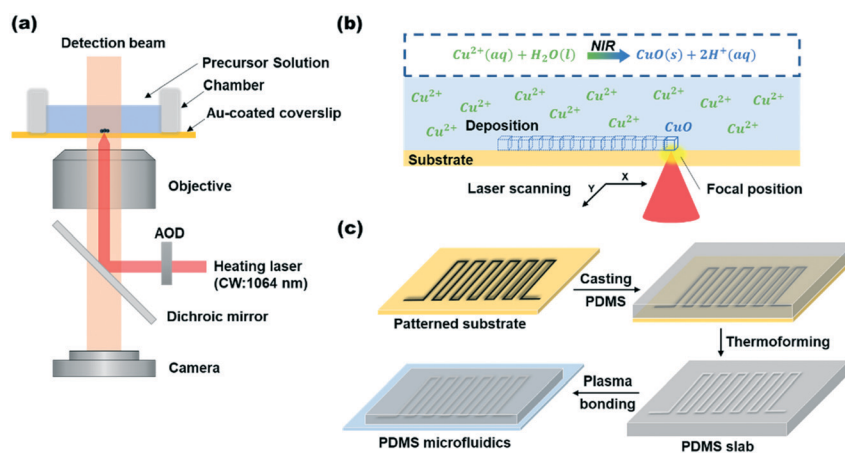 (a)
Detection beam
Precursor Solution
Chamber
Au-coated coverslip
Objective
AOD
Heating laser
(CW:1064 nm)
Dichroic mirror
Camera
(b)
Cu²⁺(aq) + H₂O(l) NIR CuO(s) + 2H⁺(aq)
Cu²⁺ Cu²⁺ Cu²⁺ Cu²⁺
Cu²⁺ Cu²⁺ Cu²⁺ Cu²⁺
Cu²⁺ Cu²⁺ Cu²⁺
Deposition CuO
Substrate
Laser scanning Y X Focal position
(c)
Casting
PDMS
Patterned substrate
Thermoforming
Plasma
bonding
PDMS microfluidics
PDMS slab